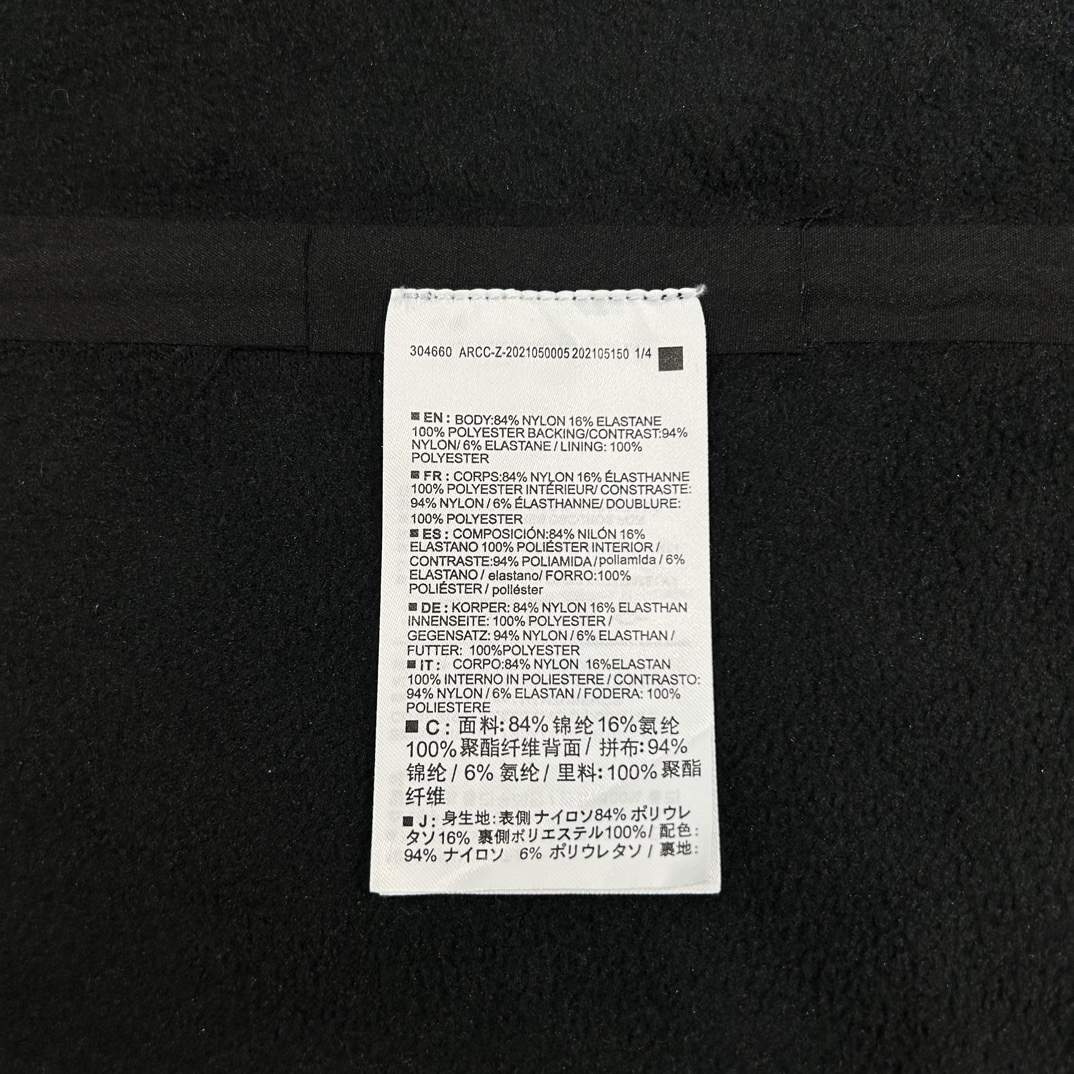 304660 ARCC-Z-2021050005 202105150 1/4
EN: BODY:84% NYLON 16% ELASTANE
100% POLYESTER BACKING/CONTRAST:94%
NYLON/ 6% ELASTANE / LINING: 100%
POLYESTER
FR: CORPS:84% NYLON 16% ÉLASTHANNE
100% POLYESTER INTÉRIEUR/ CONSTRASTE:
94% NYLON / 6% ÉLASTHANNE/ DOUBLURE:
100% POLYESTER
ES: COMPOSICIÓN:84% NILÓN 16%
ELASTANO 100% POLIÉSTER INTERIOR /
CONTRASTE:94% POLIAMIDA/poliamida / 6%
ELASTANO / elastano/ FORRO:100%
POLIÉSTER / poliéster
DE: KORPER: 84% NYLON 16% ELASTHAN
INNENSEITE: 100% POLYESTER /
GEGENSATZ: 94% NYLON / 6% ELASTHAN /
FUTTER: 100%POLYESTER
IT: CORPO:84% NYLON 16%ELASTAN
100% INTERNO IN POLIESTERE / CONTRASTO:
94% NYLON / 6% ELASTAN / FODERA: 100%
POLIESTERE
C: 面料: 84% 锦纶 16% 氨纶
100% 聚酯纤维背面 / 拼布: 94%
锦纶 / 6% 氨纶 / 里料: 100% 聚酯
纤维
J: 身生地: 表側 ナイロソ84% ポリウレ
タソ16% 裏側ポリエステル100% / 配色:
94% ナイロソ 6% ポリウレタソ / 裏地: